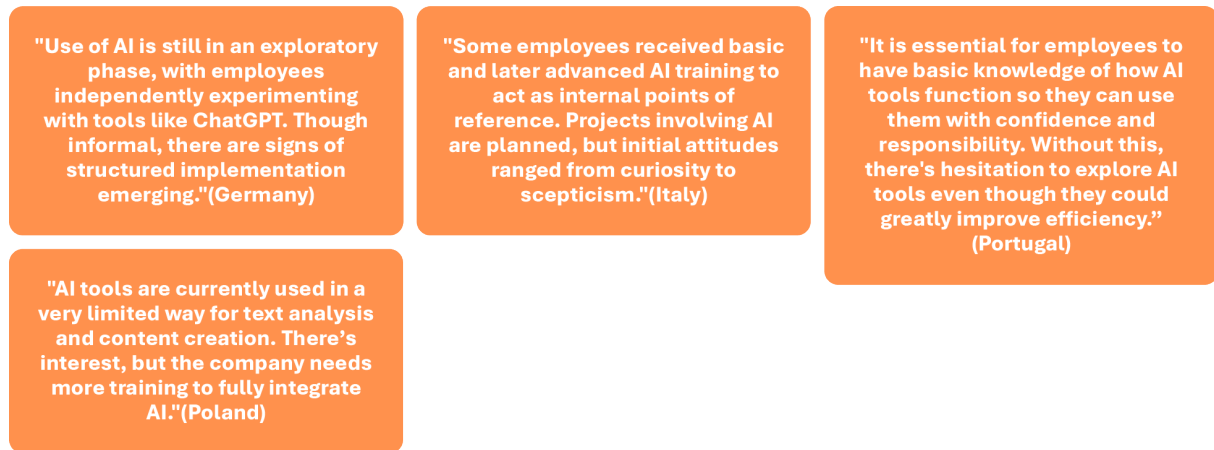 "Use of AI is still in an exploratory
phase, with employees
independently experimenting
with tools like ChatGPT. Though
informal, there are signs of
structured implementation
emerging."(Germany)
"Some employees received basic
and later advanced AI training to
act as internal points of
reference. Projects involving AI
are planned, but initial attitudes
ranged from curiosity to
scepticism."(Italy)
"It is essential for employees to
have basic knowledge of how AI
tools function so they can use
them with confidence and
responsibility. Without this,
there's hesitation to explore AI
tools even though they could
greatly improve efficiency.”
(Portugal)
"AI tools are currently used in a
very limited way for text analysis
and content creation. There’s
interest, but the company needs
more training to fully integrate
AI."(Poland)